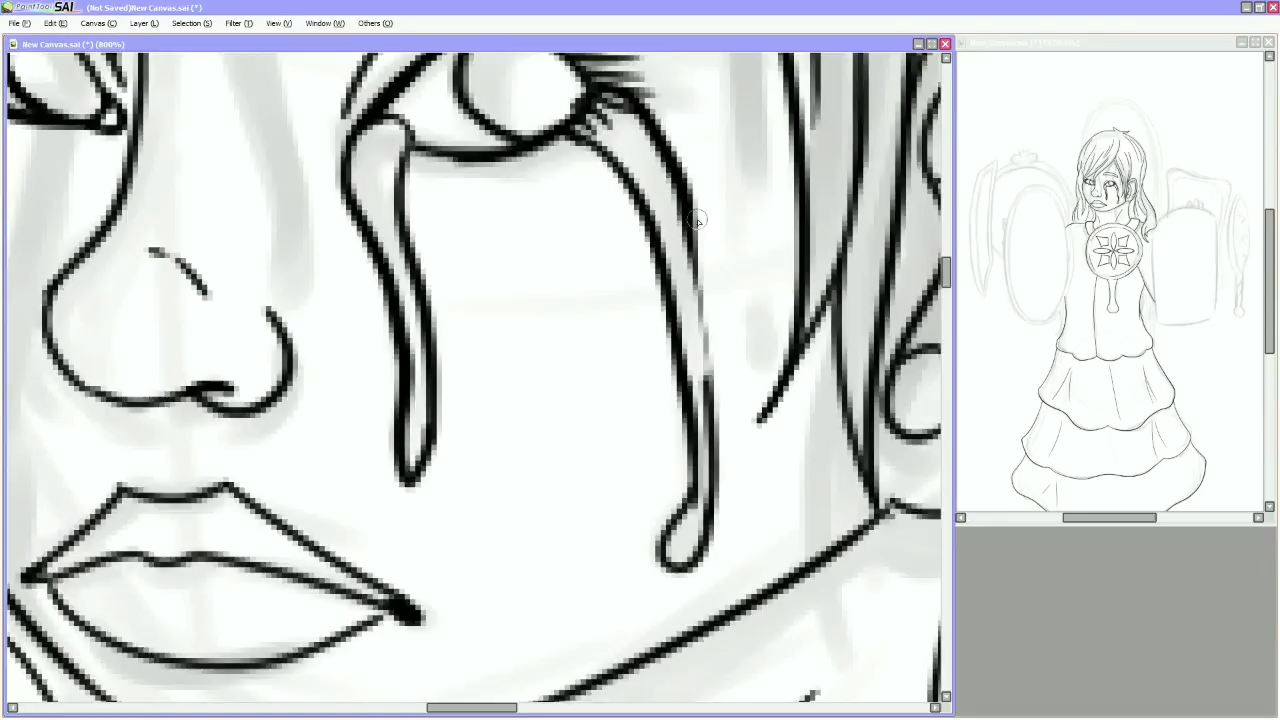 PaintTool SAI (Not Saved)New Canvas.sai (*)
File (F) Edit (E) Canvas (C) Layer (L) Selection (S) Filter (T) View (V) Window (W) Others (O)
New Canvas.sai (*) (800%)